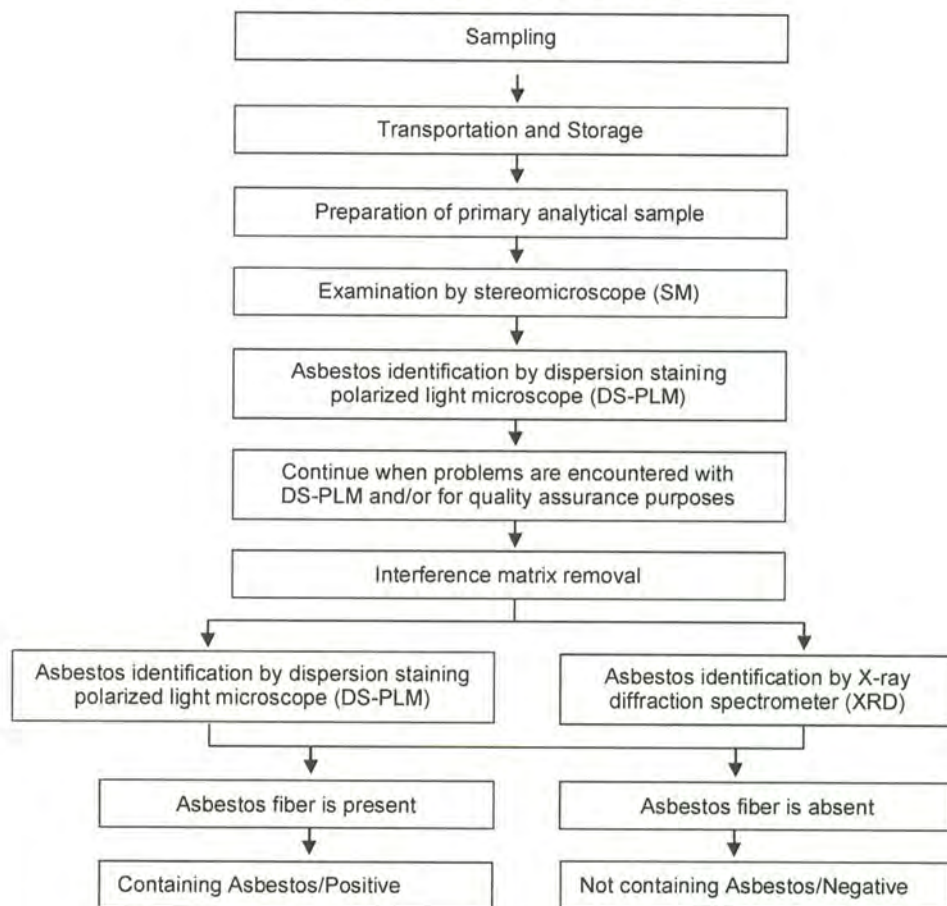 Sampling
Transportation and Storage
Preparation of primary analytical sample
Examination by stereomicroscope (SM)
Asbestos identification by dispersion staining
polarized light microscope (DS-PLM)
Continue when problems are encountered with
DS-PLM and/or for quality assurance purposes
Interference matrix removal
Asbestos identification by dispersion staining
polarized light microscope (DS-PLM)
Asbestos identification by X-ray
diffraction spectrometer (XRD)
Asbestos fiber is present
Asbestos fiber is absent
Containing Asbestos/Positive
Not containing Asbestos/Negative